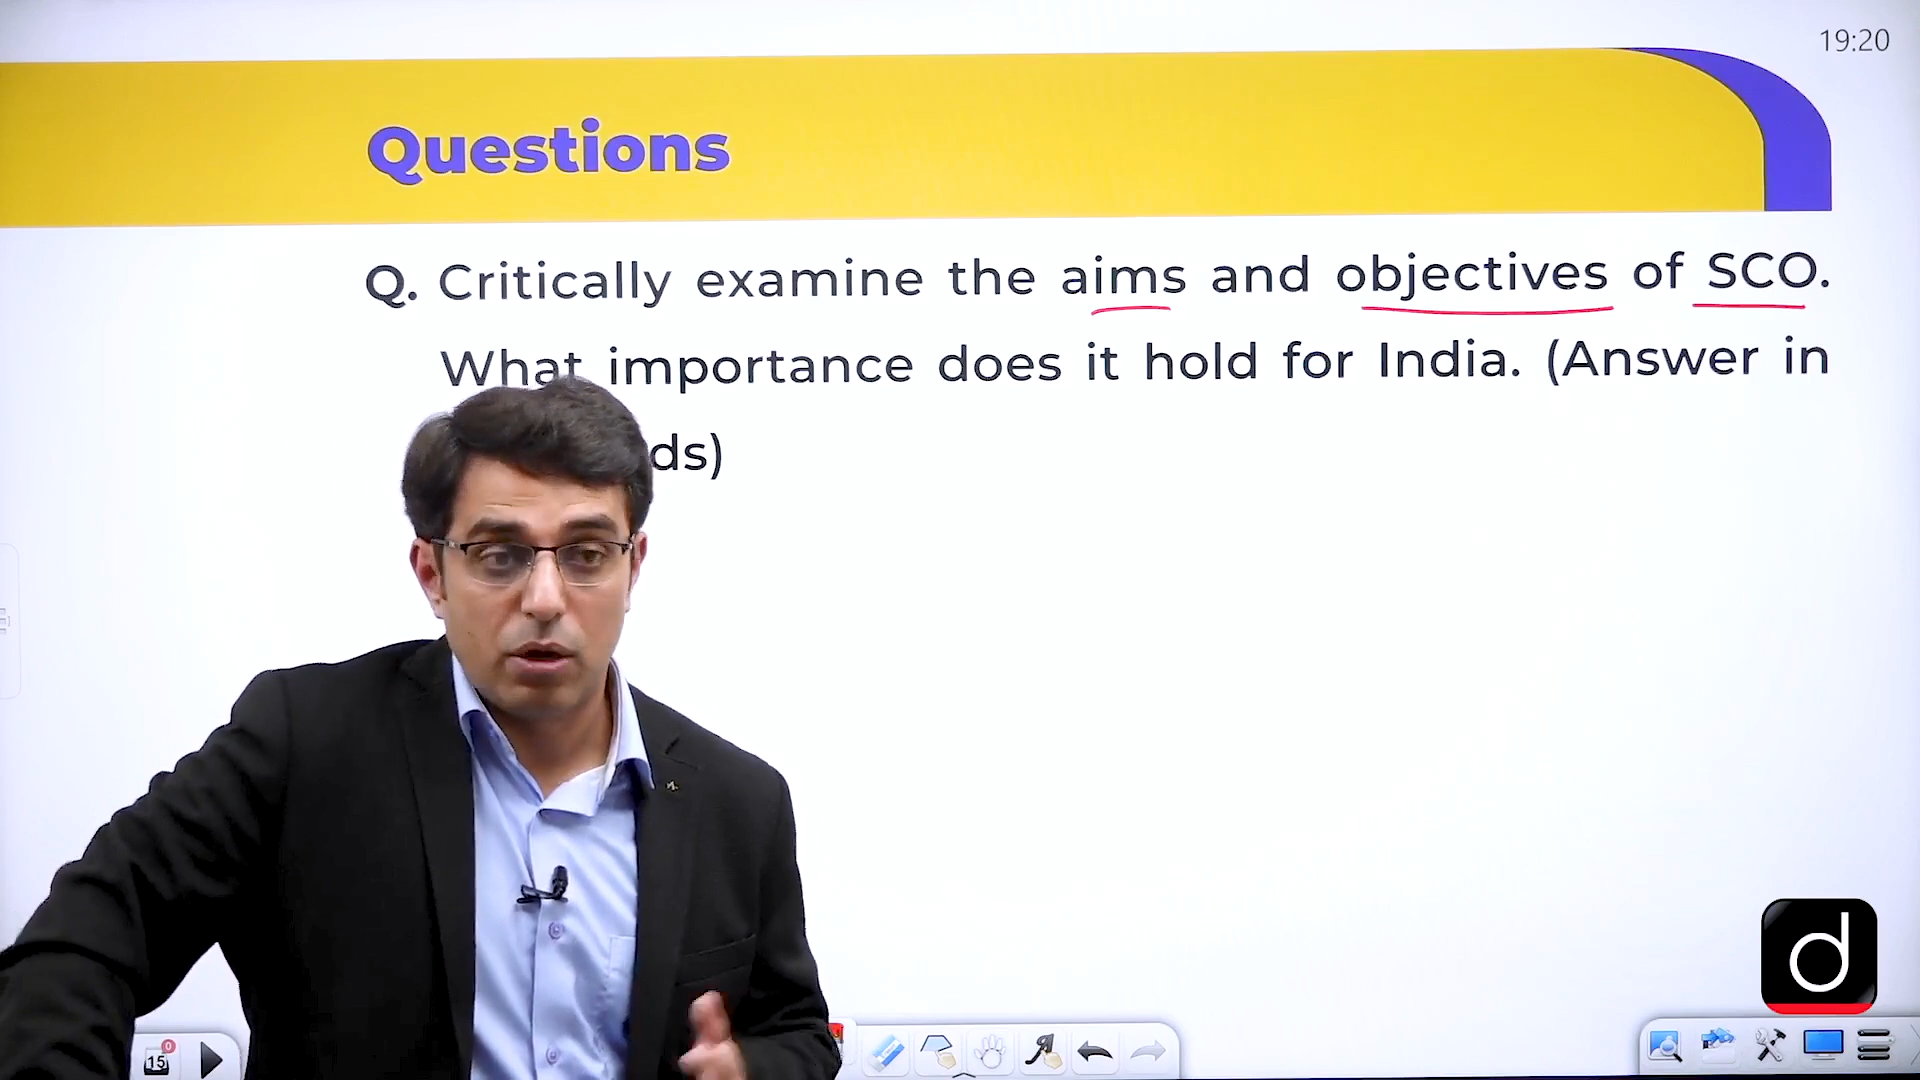 19:20
Questions
Q. Critically examine the aims and objectives of SCO.
What importance does it hold for India. (Answer in
ds)
d
15
0